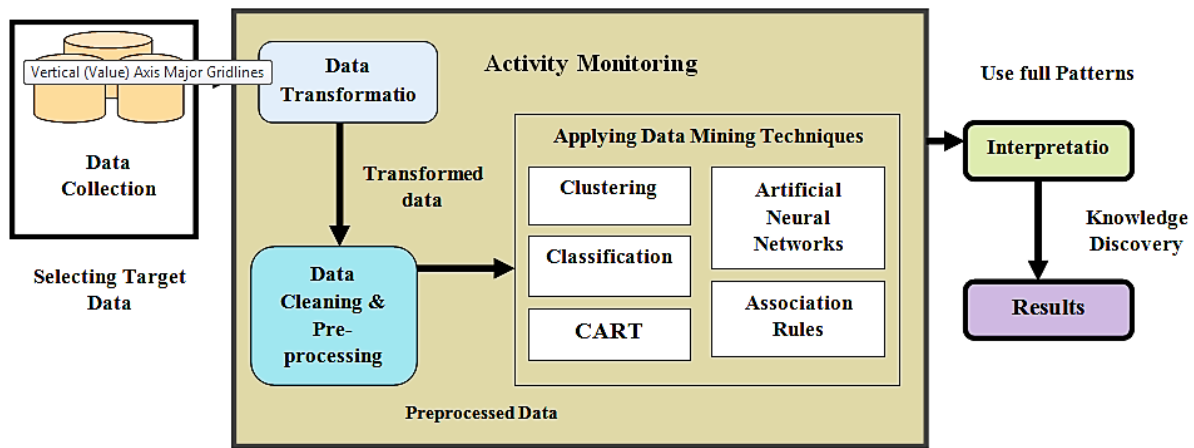 Vertical (Value) Axis Major Gridlines
Data
Collection
Selecting Target
Data
Activity Monitoring
Data
Transformatio
Transformed
data
Data
Cleaning &
Pre-
processing
Preprocessed Data
Applying Data Mining Techniques
Clustering
Classification
CART
Artificial
Neural
Networks
Association
Rules
Use full Patterns
Interpretatio
Knowledge
Discovery
Results